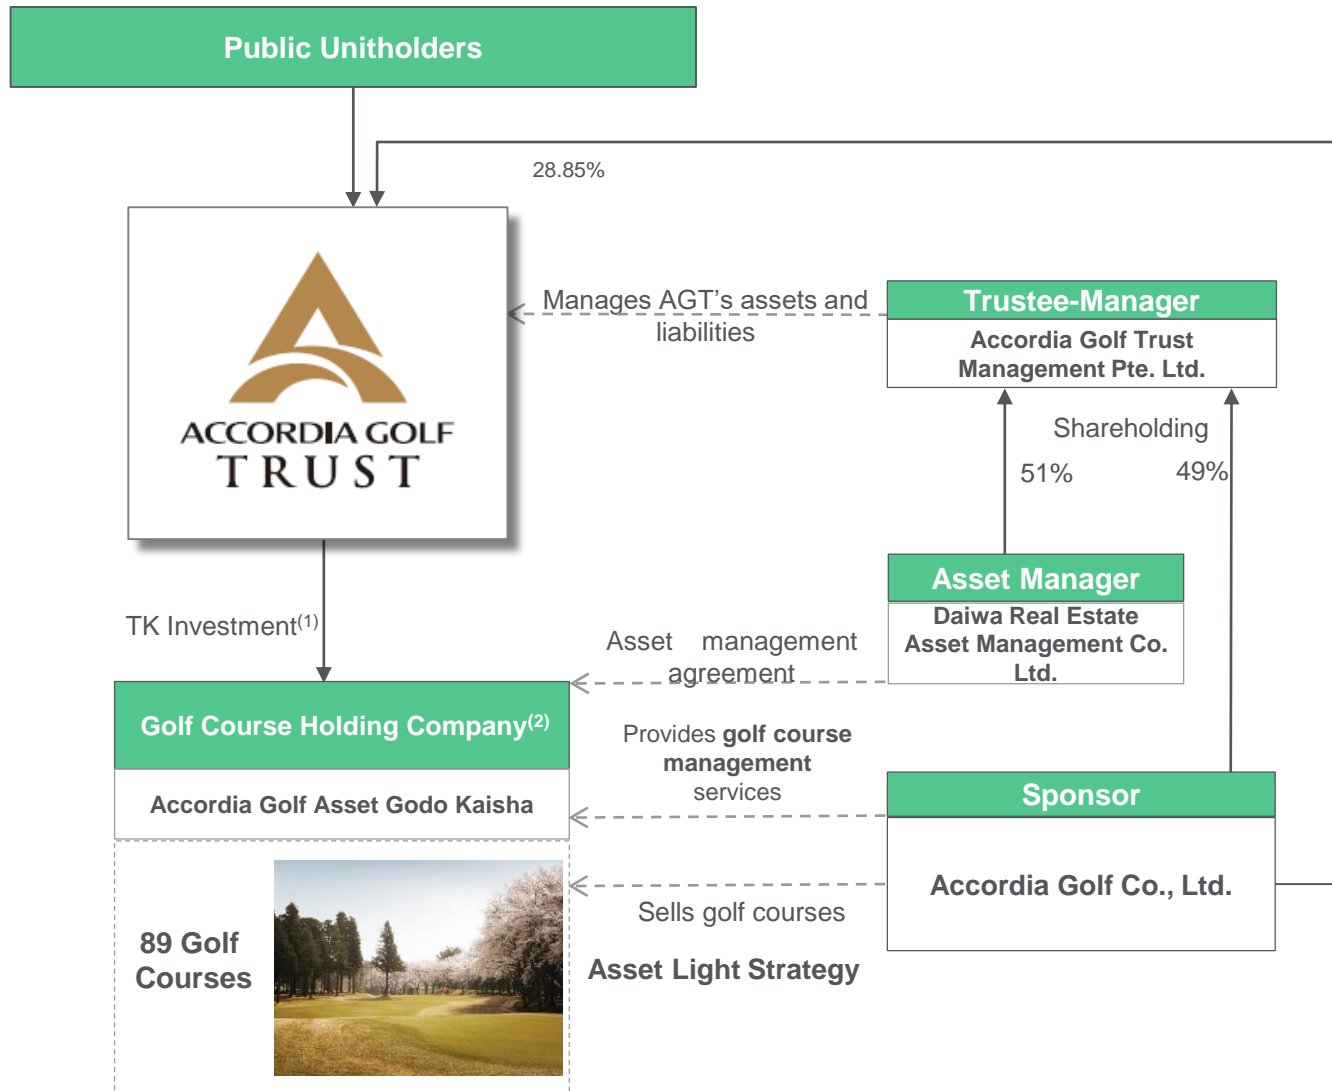 Public Unitholders
28.85%
ACCORDIA GOLF
TRUST
Manages AGT's assets and
liabilities
Trustee-Manager
Accordia Golf Trust
Management Pte. Ltd.
Shareholding
51%
49%
TK Investment(1)
Asset Manager
Daiwa Real Estate
Asset Management Co.
Ltd.
Asset management
agreement
Golf Course Holding Company(2)
Accordia Golf Asset Godo Kaisha
Provides golf course
management
services
Sponsor
Accordia Golf Co., Ltd.
Sells golf courses
89 Golf
Courses
Asset Light Strategy